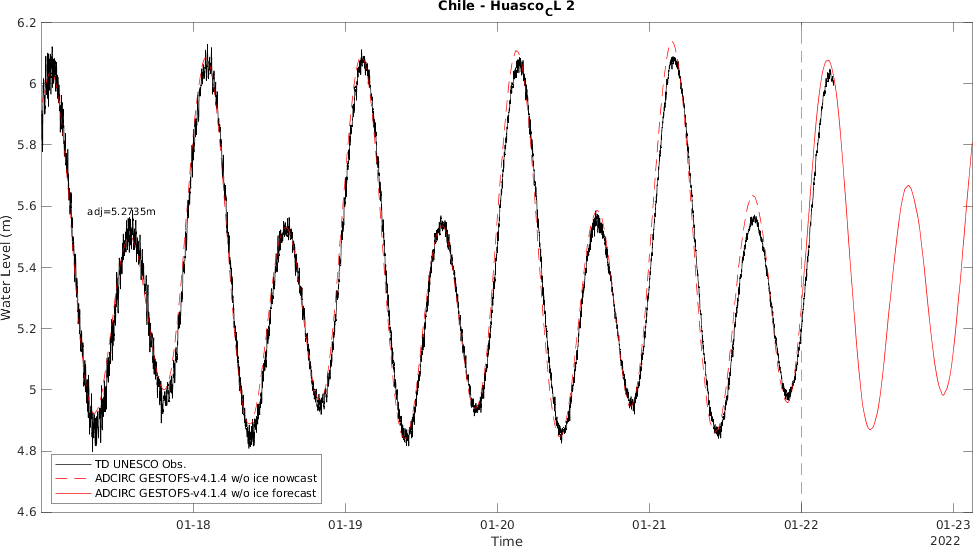 Chile - Huasco_CL 2
6.2
6
5.8
5.6
5.4
5.2
5
4.8
4.6
Water Level (m)
adj=5.2735m
TD UNESCO Obs.
ADCIRC GESTOFS-v4.1.4 w/o ice nowcast
ADCIRC GESTOFS-v4.1.4 w/o ice forecast
01-18
01-19
01-20
01-21
01-22
01-23
Time
2022